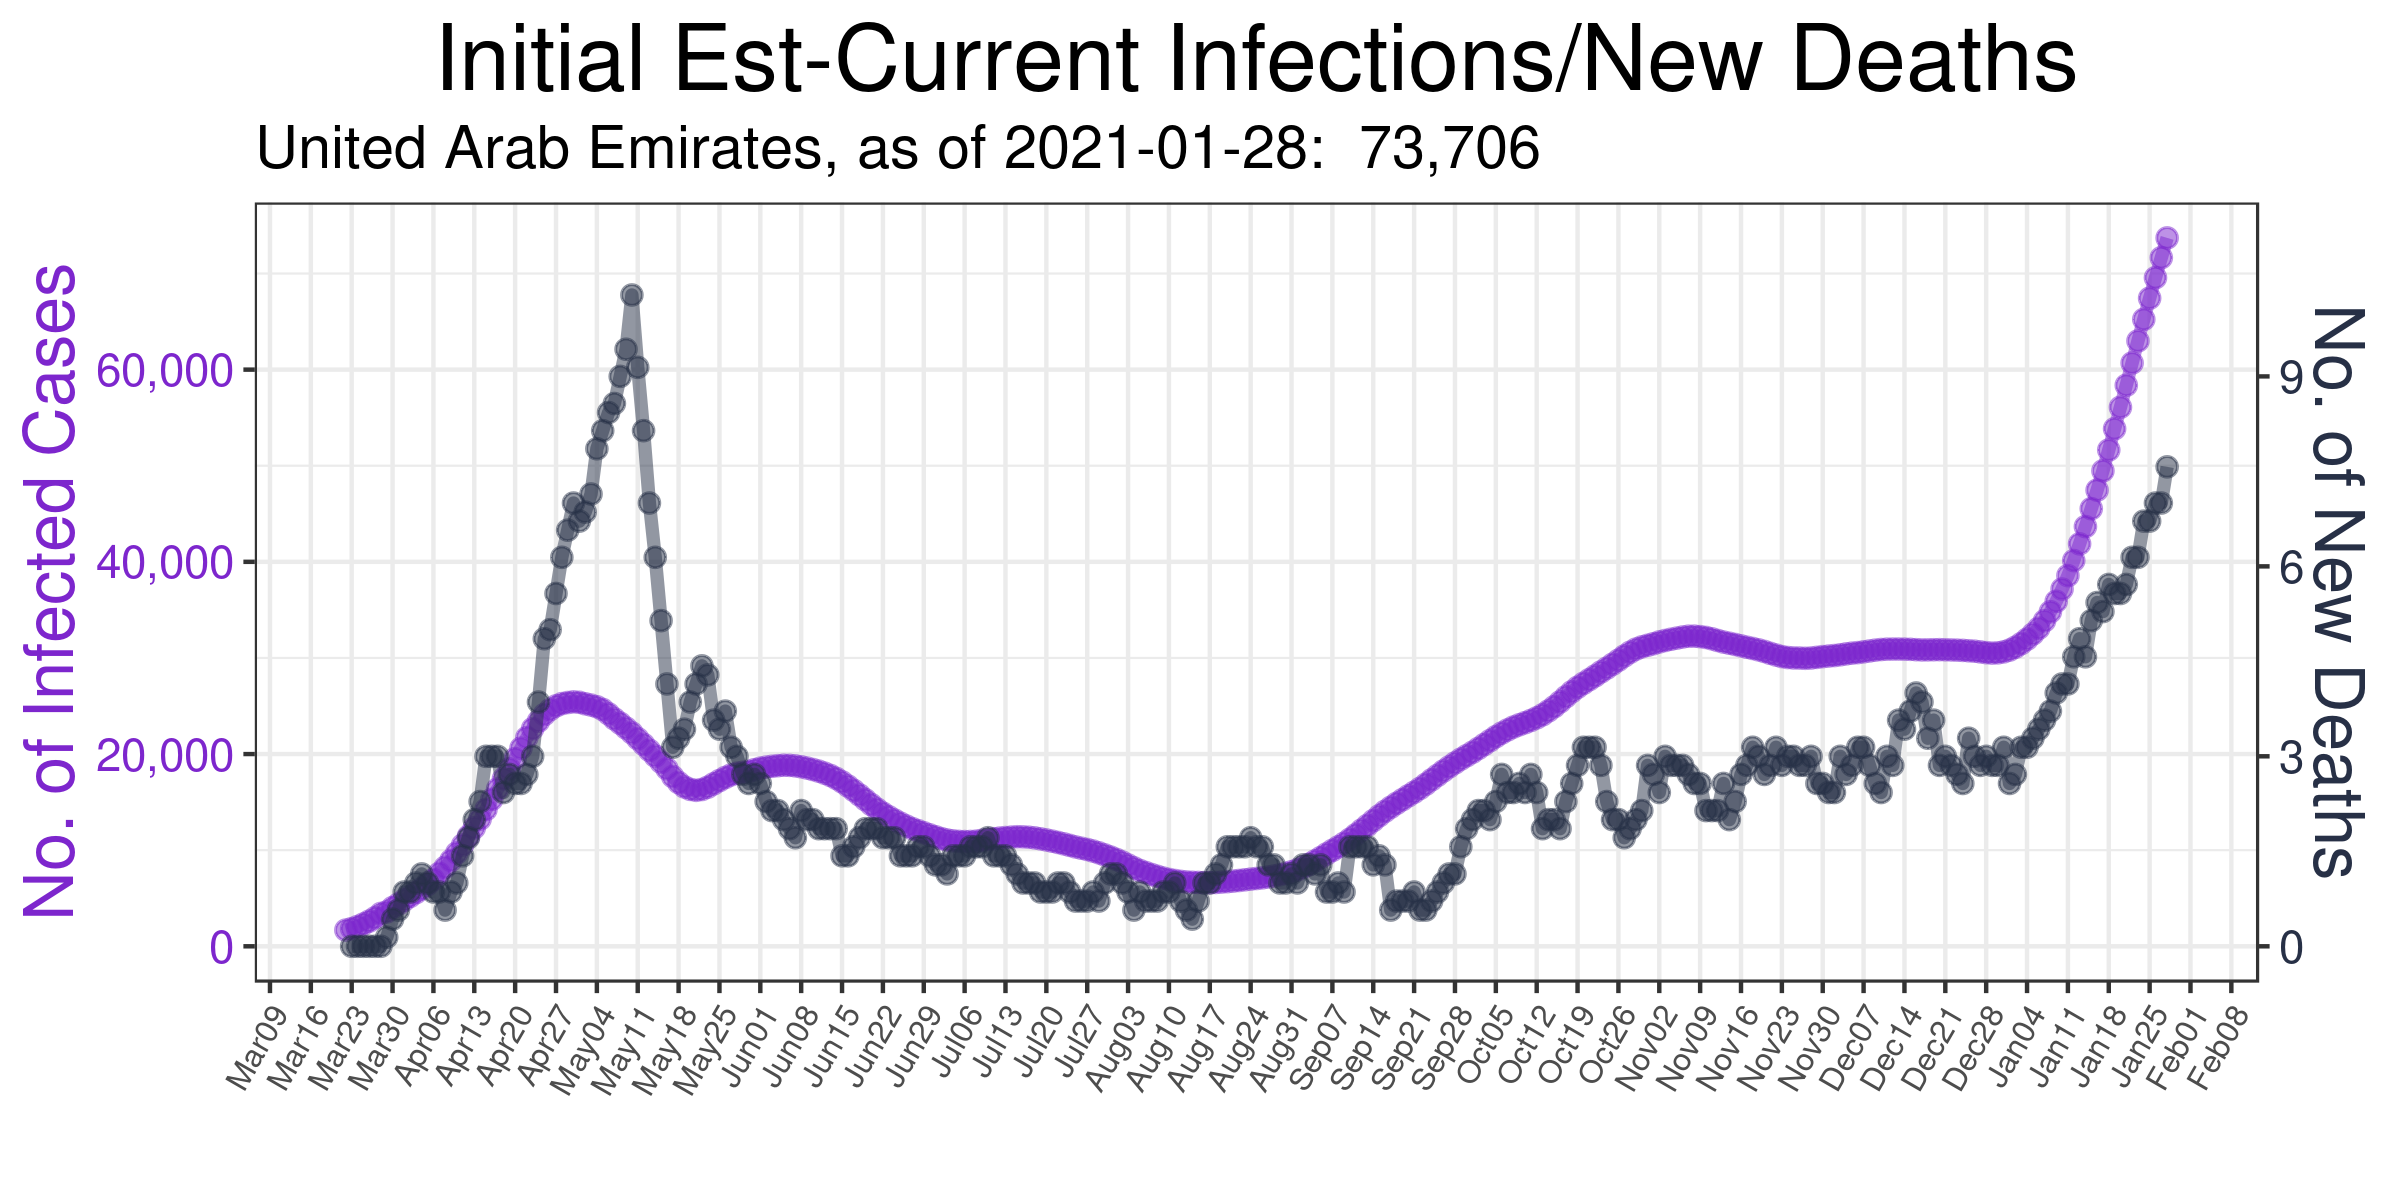 Initial Est-Current Infections/New Deaths
United Arab Emirates, as of 2021-01-28:  73,706
No. of Infected Cases
60,000
40,000
20,000
0
No. of New Deaths
9
6
3
0
Mar09
Mar16
Mar23
Mar30
Apr06
Apr13
Apr20
Apr27
May04
May11
May18
May25
Jun01
Jun08
Jun15
Jun22
Jun29
Jul06
Jul13
Jul20
Jul27
Aug03
Aug10
Aug17
Aug24
Aug31
Sep07
Sep14
Sep21
Sep28
Oct05
Oct12
Oct19
Oct26
Nov02
Nov09
Nov16
Nov23
Nov30
Dec07
Dec14
Dec21
Dec28
Jan04
Jan11
Jan18
Jan25
Feb01
Feb08